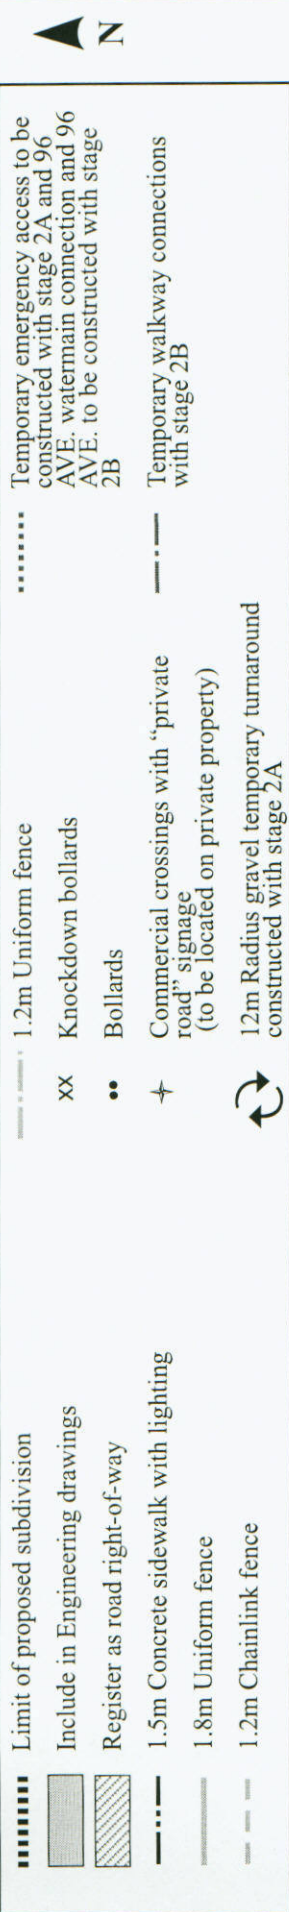 Limit of proposed subdivision
Include in Engineering drawings
Register as road right-of-way
1.5m Concrete sidewalk with lighting
1.8m Uniform fence
1.2m Chainlink fence
1.2m Uniform fence
XX Knockdown bollards
Bollards
Commercial crossings with “private
road” signage
(to be located on private property)
12m Radius gravel temporary turnaround
constructed with stage 2A
Temporary emergency access to be
constructed with stage 2A and 96
AVE. watermain connection and 96
AVE. to be constructed with stage
2B
Temporary walkway connections
with stage 2B
N